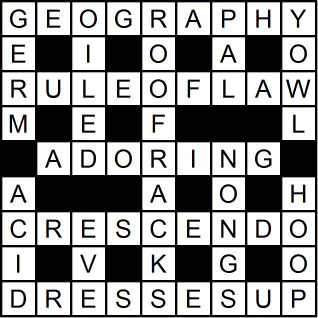 GEOGRAPHY
E I O A O
RULEOFLAW
M E F L
ADORING
A A O H
CRESCENDO
I V K G O
DRESSESUP